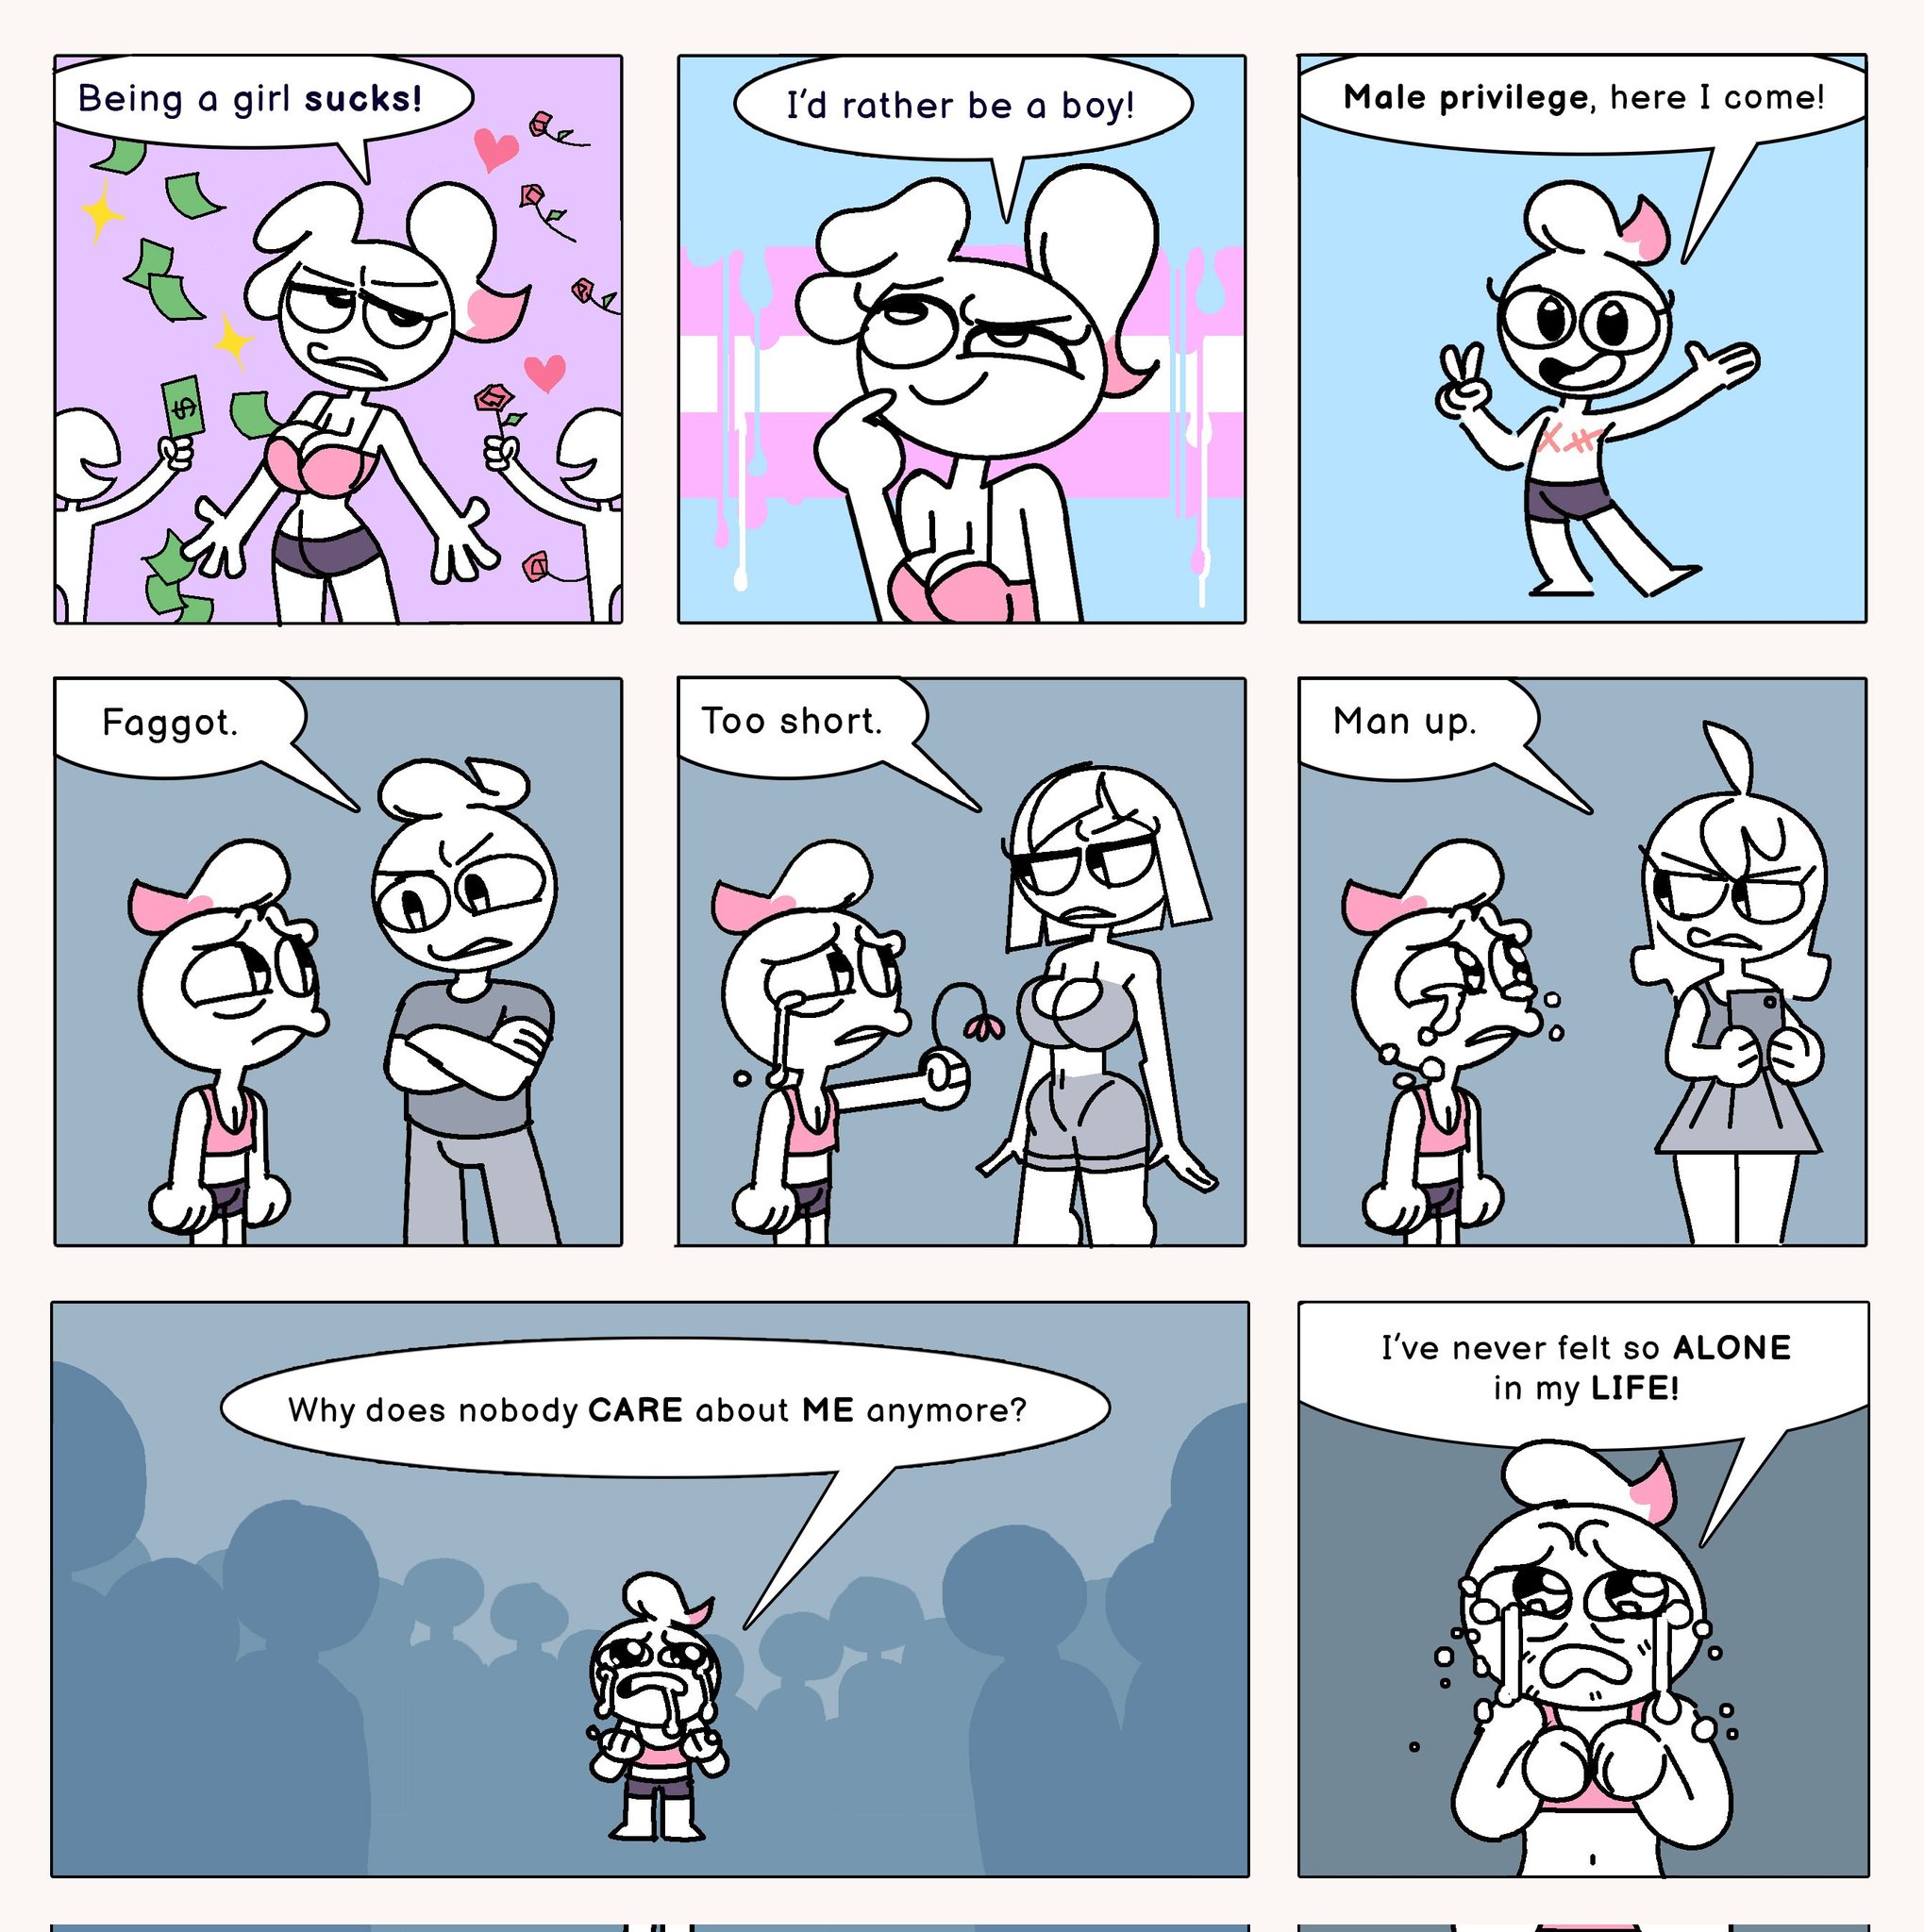 Being a girl sucks!
I'd rather be a boy!
Male privilege, here I come!
$
Faggot.
Too short.
Man up.
Why does nobody CARE about ME anymore?
I've never felt so ALONE
in my LIFE!